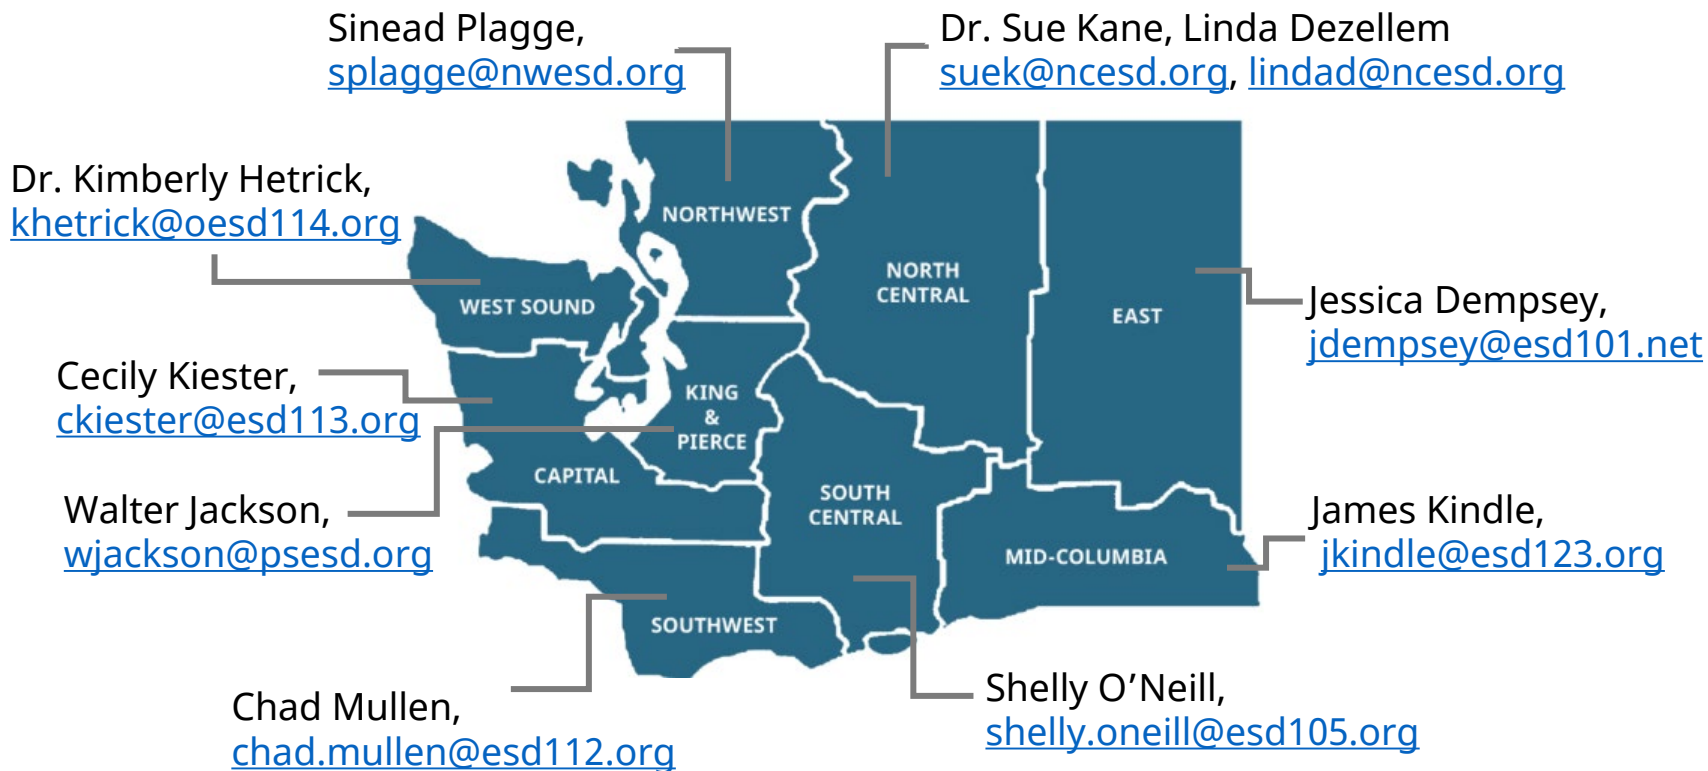 Sinead Plagge,
splagge@nwesd.org
Dr. Sue Kane, Linda Dezellem
suek@ncesd.org, lindad@ncesd.org
Dr. Kimberly Hetrick,
khetrick@oesd114.org
NORTHWEST
NORTH
CENTRAL
WEST SOUND
EAST
Jessica Dempsey,
jdempsey@esd101.net
Cecily Kiester,
ckiester@esd113.org
KING
&
PIERCE
CAPITAL
Walter Jackson,
wjackson@psesd.org
SOUTH
CENTRAL
James Kindle,
jkindle@esd123.org
MID-COLUMBIA
SOUTHWEST
Chad Mullen,
chad.mullen@esd112.org
Shelly O’Neill,
shelly.oneill@esd105.org